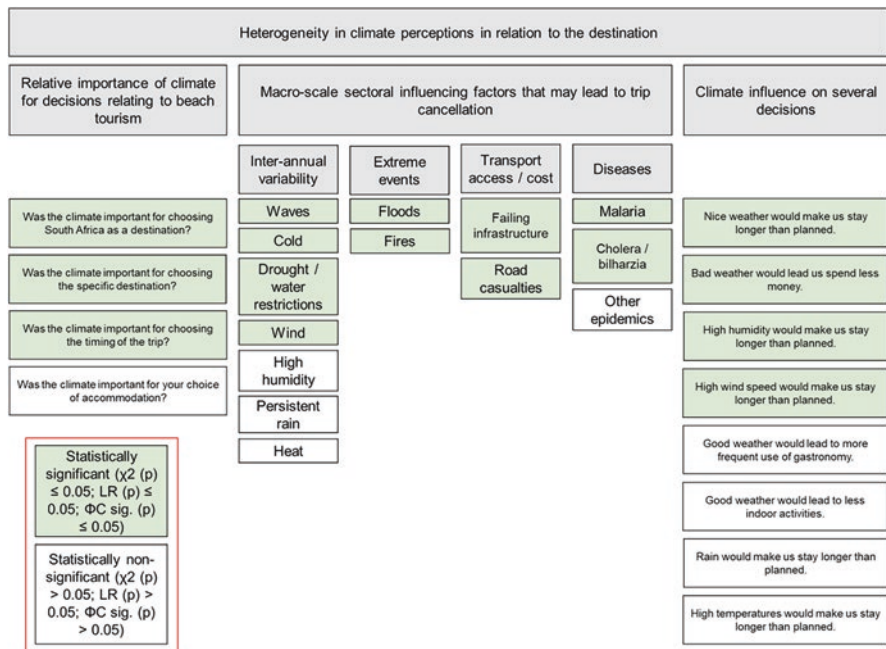 Heterogeneity in climate perceptions in relation to the destination
Relative importance of climate
for decisions relating to beach
tourism
Macro-scale sectoral influencing factors that may lead to trip
cancellation
Climate influence on several
decisions
Inter-annual
variability
Extreme
events
Transport
access / cost
Diseases
Was the climate important for choosing
South Africa as a destination?
Was the climate important for choosing
the specific destination?
Was the climate important for choosing
the timing of the trip?
Was the climate important for your choice
of accommodation?
Waves
Cold
Drought /
water
restrictions
Wind
High
humidity
Persistent
rain
Heat
Floods
Fires
Failing
infrastructure
Road
casualties
Malaria
Cholera /
bilharzia
Other
epidemics
Nice weather would make us stay
longer than planned.
Bad weather would lead us spend less
money.
High humidity would make us stay
longer than planned.
High wind speed would make us stay
longer than planned.
Good weather would lead to more
frequent use of gastronomy.
Good weather would lead to less
indoor activities.
Rain would make us stay longer than
planned.
High temperatures would make us stay
longer than planned.
Statistically
significant (χ2 (p)
≤ 0.05; LR (p) ≤
0.05; ΦC sig. (p)
≤ 0.05)
Statistically non-
significant (χ2 (p)
> 0.05; LR (p) >
0.05; ΦC sig. (p)
> 0.05)